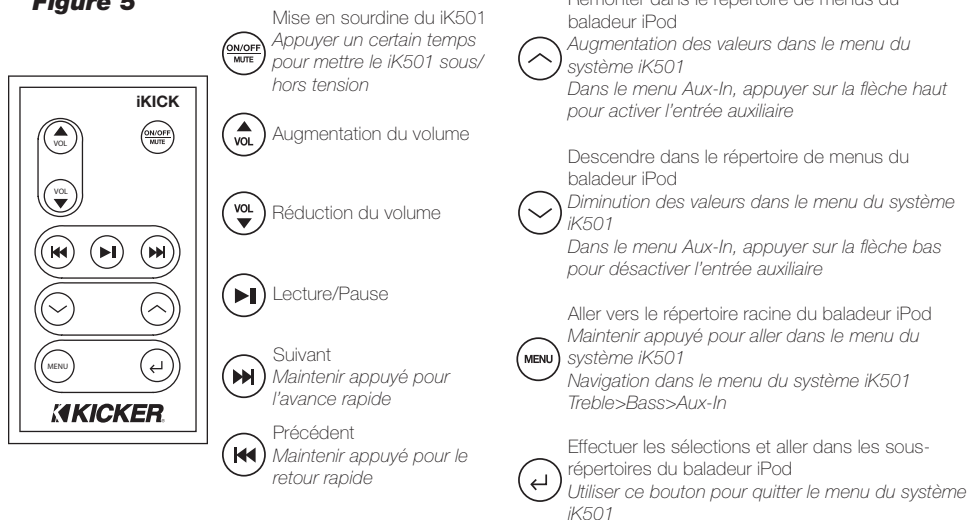 Figure 5
iKICK
VOL
ON/OFF
MUTE
VOL
MENU
KICKER
ON/OFF
MUTE
Mise en sourdine du iK501
Appuyer un certain temps
pour mettre le iK501 sous/
hors tension
VOL
Augmentation du volume
VOL
Réduction du volume
Lecture/Pause
Suivant
Maintenir appuyé pour
l'avance rapide
Précédent
Maintenir appuyé pour le
retour rapide
Remonter dans le répertoire de menus du
baladeur iPod
Augmentation des valeurs dans le menu du
système iK501
Dans le menu Aux-In, appuyer sur la flèche haut
pour activer l'entrée auxiliaire
Descendre dans le répertoire de menus du
baladeur iPod
Diminution des valeurs dans le menu du système
iK501
Dans le menu Aux-In, appuyer sur la flèche bas
pour désactiver l'entrée auxiliaire
MENU
Aller vers le répertoire racine du baladeur iPod
Maintenir appuyé pour aller dans le menu du
système iK501
Navigation dans le menu du système iK501
Treble>Bass>Aux-In
Effectuer les sélections et aller dans les sous-
répertoires du baladeur iPod
Utiliser ce bouton pour quitter le menu du système
iK501